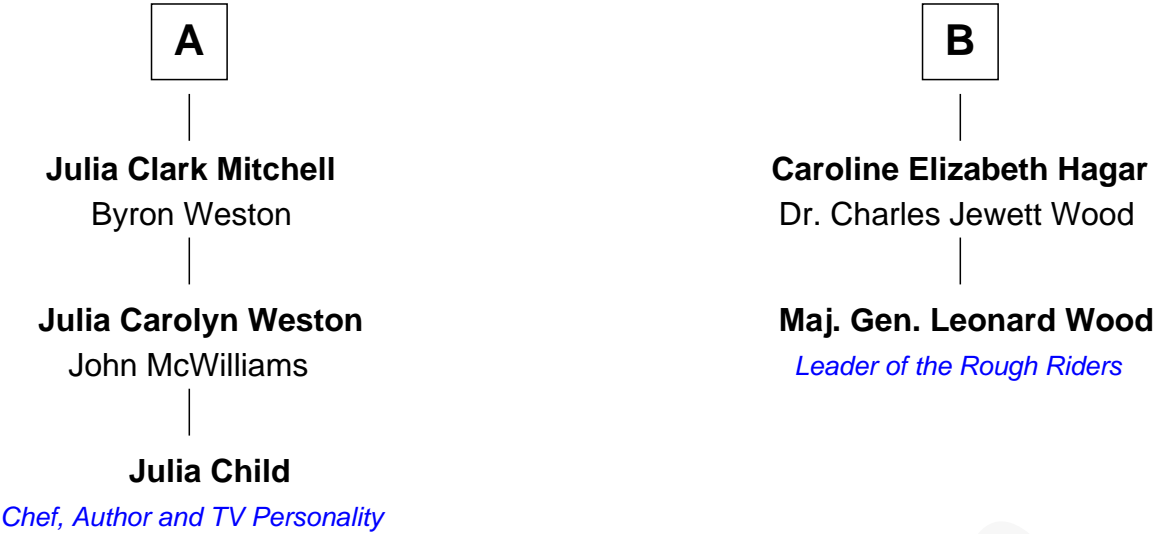 A
Julia Clark Mitchell
Byron Weston
Julia Carolyn Weston
John McWilliams
Julia Child
Chef, Author and TV Personality
B
Caroline Elizabeth Hagar
Dr. Charles Jewett Wood
Maj. Gen. Leonard Wood
Leader of the Rough Riders